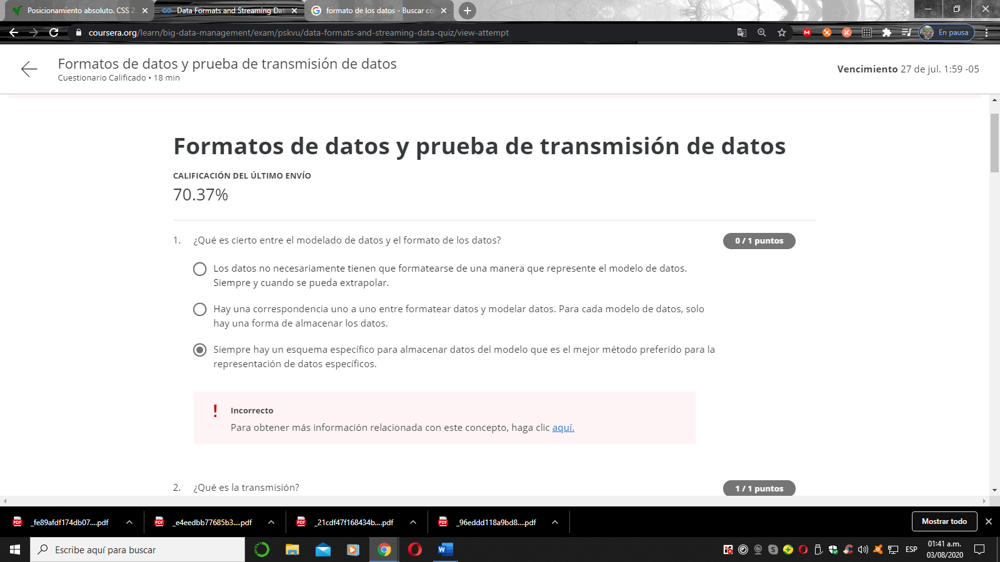 Posicionamiento absoluto. CSS 2.
Data Formats and Streaming Dat
formato de los datos - Buscar co
coursera.org/learn/big-data-management/exam/pskvu/data-formats-and-streaming-data-quiz/view-attempt
En pausa
Formatos de datos y prueba de transmisión de datos
Cuestionario Calificado • 18 min
Vencimiento 27 de jul. 1:59 -05
Formatos de datos y prueba de transmisión de datos
CALIFICACIÓN DEL ÚLTIMO ENVÍO
70.37%
1. ¿Qué es cierto entre el modelado de datos y el formato de los datos?
0 / 1 puntos
Los datos no necesariamente tienen que formatearse de una manera que represente el modelo de datos.
Siempre y cuando se pueda extrapolar.
Hay una correspondencia uno a uno entre formatear datos y modelar datos. Para cada modelo de datos, solo
hay una forma de almacenar los datos.
Siempre hay un esquema específico para almacenar datos del modelo que es el mejor método preferido para la
representación de datos específicos.
! Incorrecto
Para obtener más información relacionada con este concepto, haga clic aquí.
2. ¿Qué es la transmisión?
1 / 1 puntos
_fe89afdf174db07....pdf
_e4eedbb77685b3....pdf
_21cdf47f168434b....pdf
_96eddd118a9bd8....pdf
Mostrar todo
Escribe aquí para buscar
ESP
01:41 a.m.
03/08/2020